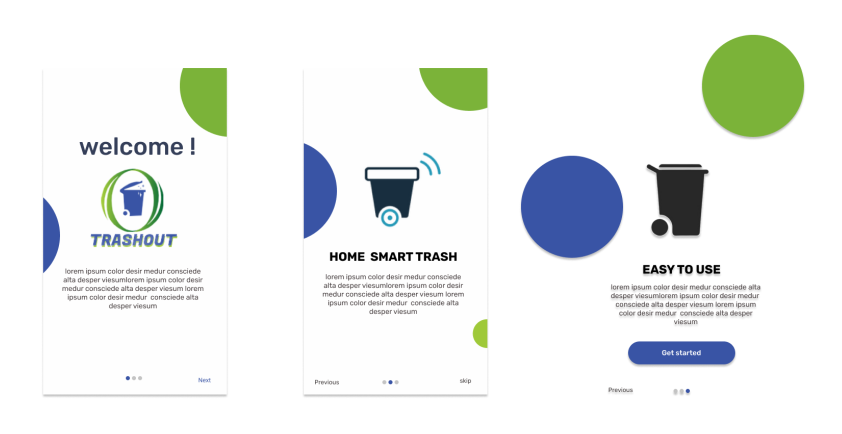 welcome !
TRASHOUT
lorem ipsum color desir medur consciede
alta desper viesumlorem ipsum color desir
medur consciede alta desper viesum lorem
ipsum color desir medur consciede alta
desper viesum
Next
HOME SMART TRASH
lorem ipsum color desir medur consciede
alta desper viesumlorem ipsum color desir
medur consciede alta desper viesum lorem
ipsum color desir medur consciede alta
desper viesum
Previous
skip
EASY TO USE
lorem ipsum color desir medur consciede alta
desper viesumlorem ipsum color desir medur
consciede alta desper viesum lorem ipsum
color desir medur consciede alta desper
viesum
Get started
Previous